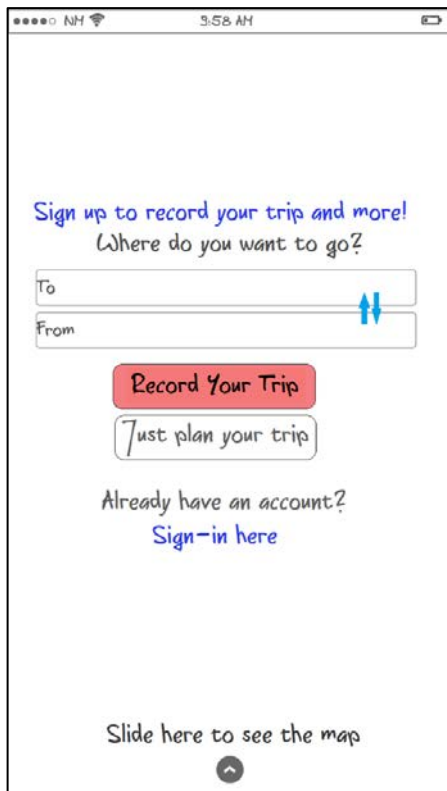 NM 9:58 AM
Sign up to record your trip and more!
Where do you want to go?
To
From
Record Your Trip
Just plan your trip
Already have an account?
Sign-in here
Slide here to see the map